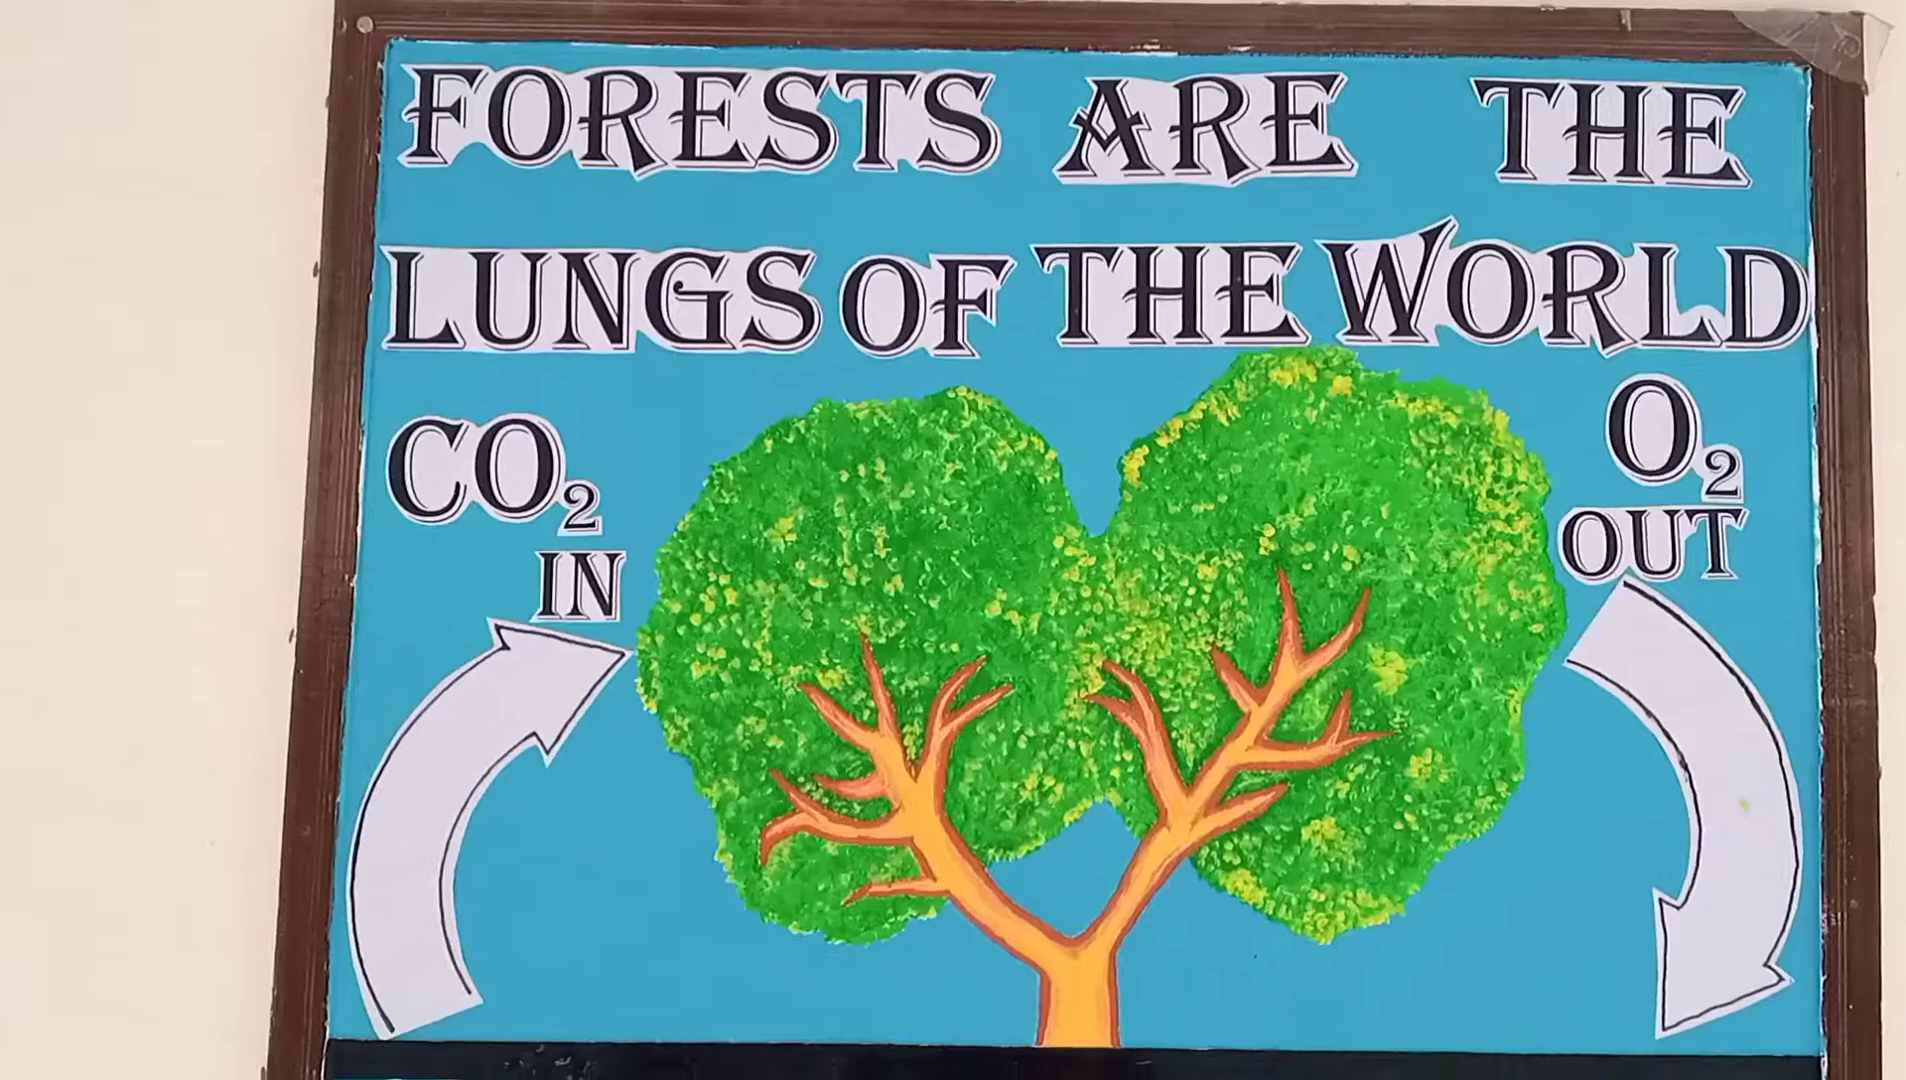 FORESTS ARE THE
LUNGS OF THE WORLD
CO₂
IN
O₂
OUT